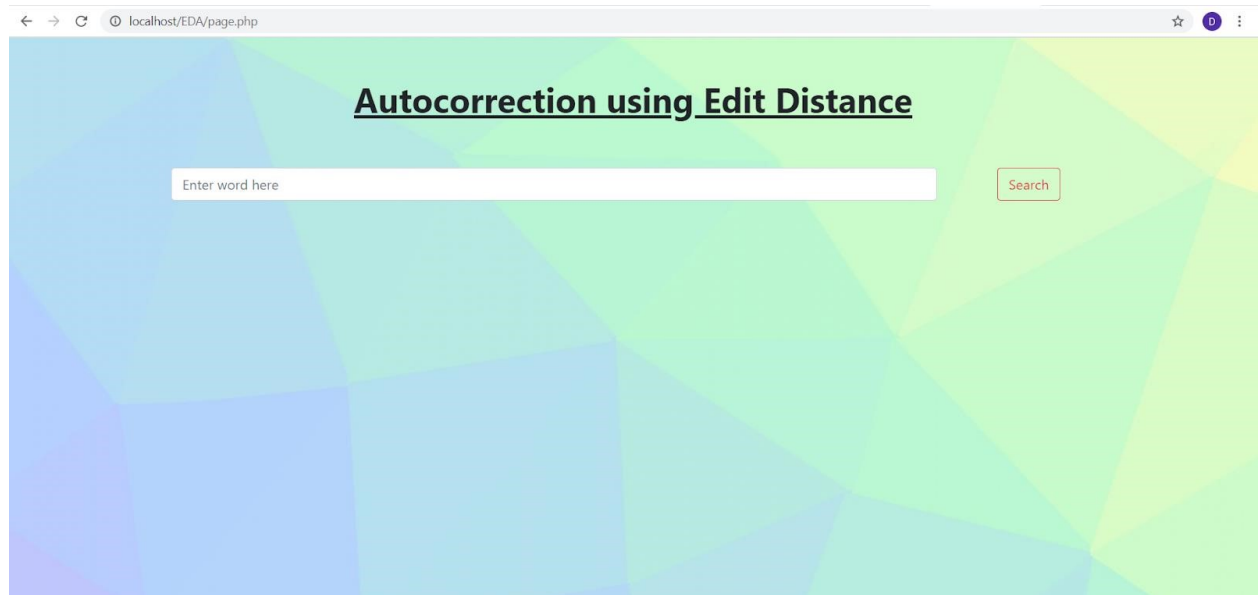 localhost/EDA/page.php
D
Autocorrection using Edit Distance
Enter word here
Search